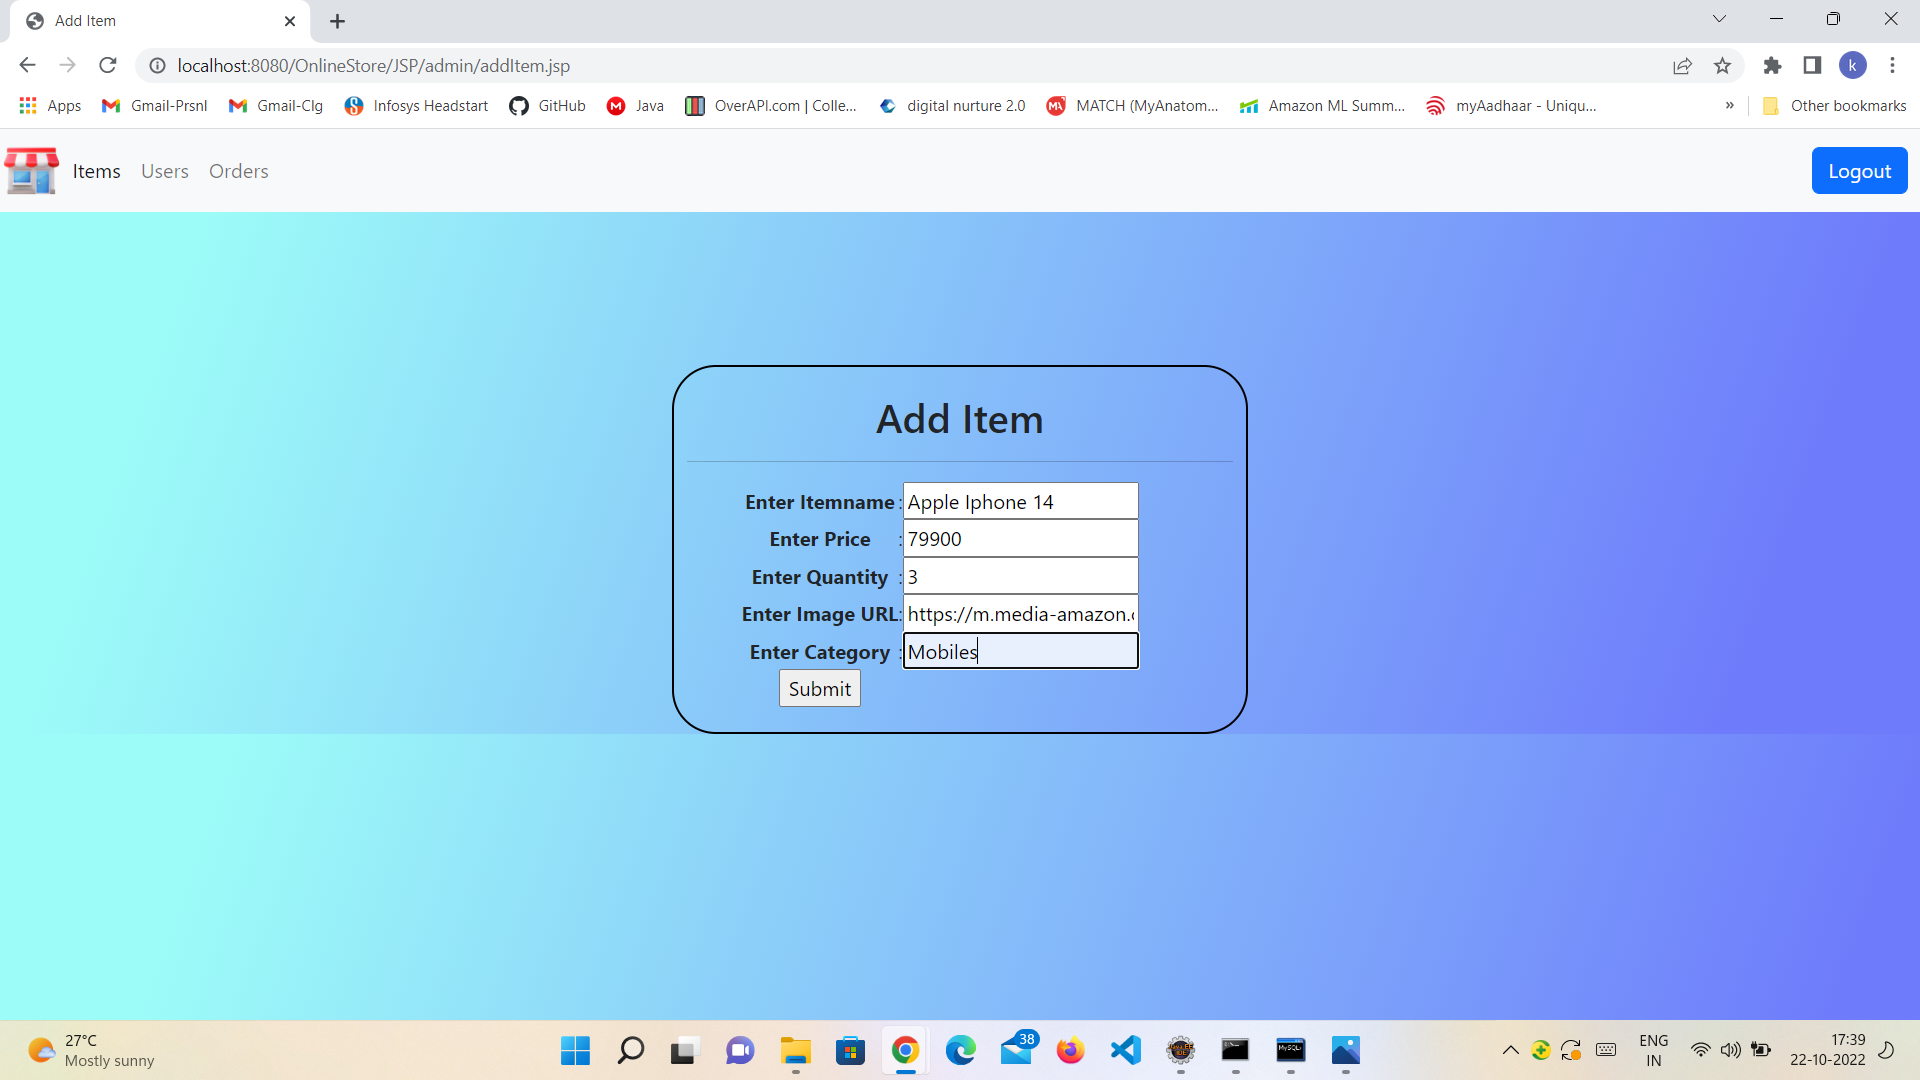 Add Item
localhost:8080/OnlineStore/JSP/admin/addItem.jsp
k
Apps
Gmail-Prsnl
Gmail-Clg
Infosys Headstart
GitHub
Java
OverAPI.com | Colle...
digital nurture 2.0
MATCH (MyAnatom...
Amazon ML Summ...
myAadhaar - Uniqu...
»
Other bookmarks
Items
Users
Orders
Logout
Add Item
Enter Itemname : Apple Iphone 14
Enter Price : 79900
Enter Quantity : 3
Enter Image URL: https://m.media-amazon.c
Enter Category : Mobiles
Submit
27°C
Mostly sunny
38
ENG
IN
17:39
22-10-2022